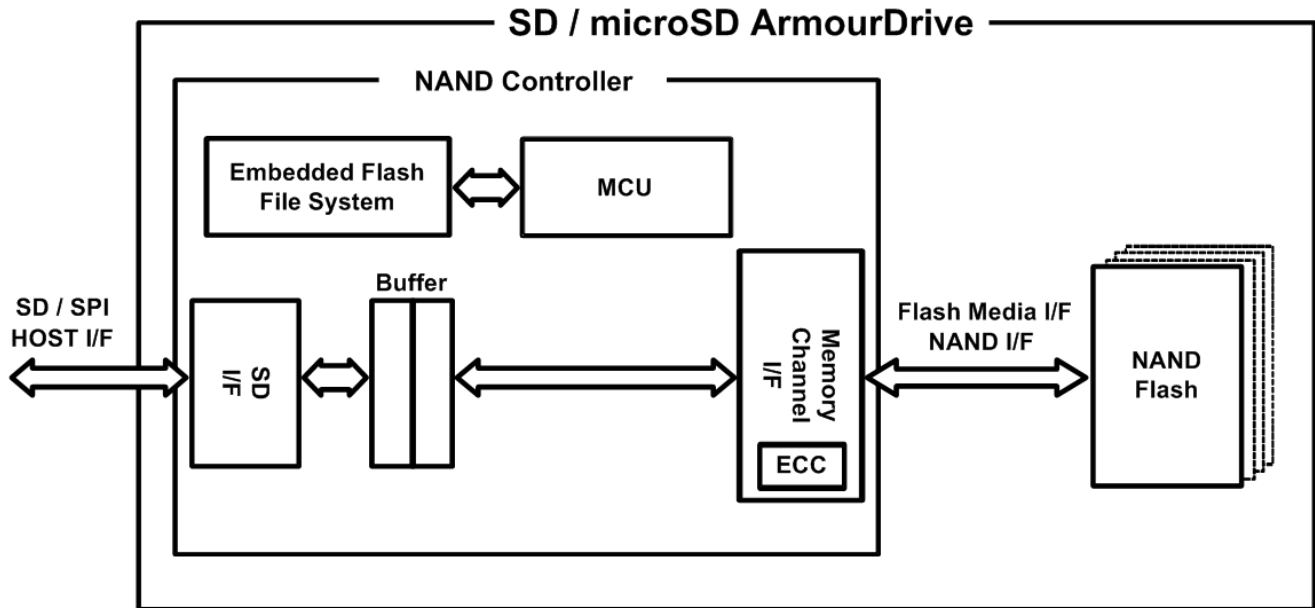 SD / microSD ArmourDrive
NAND Controller
Embedded Flash
File System
MCU
Buffer
SD / SPI
HOST I/F
SD
I/F
Memory
Channel
I/F
ECC
Flash Media I/F
NAND I/F
NAND
Flash